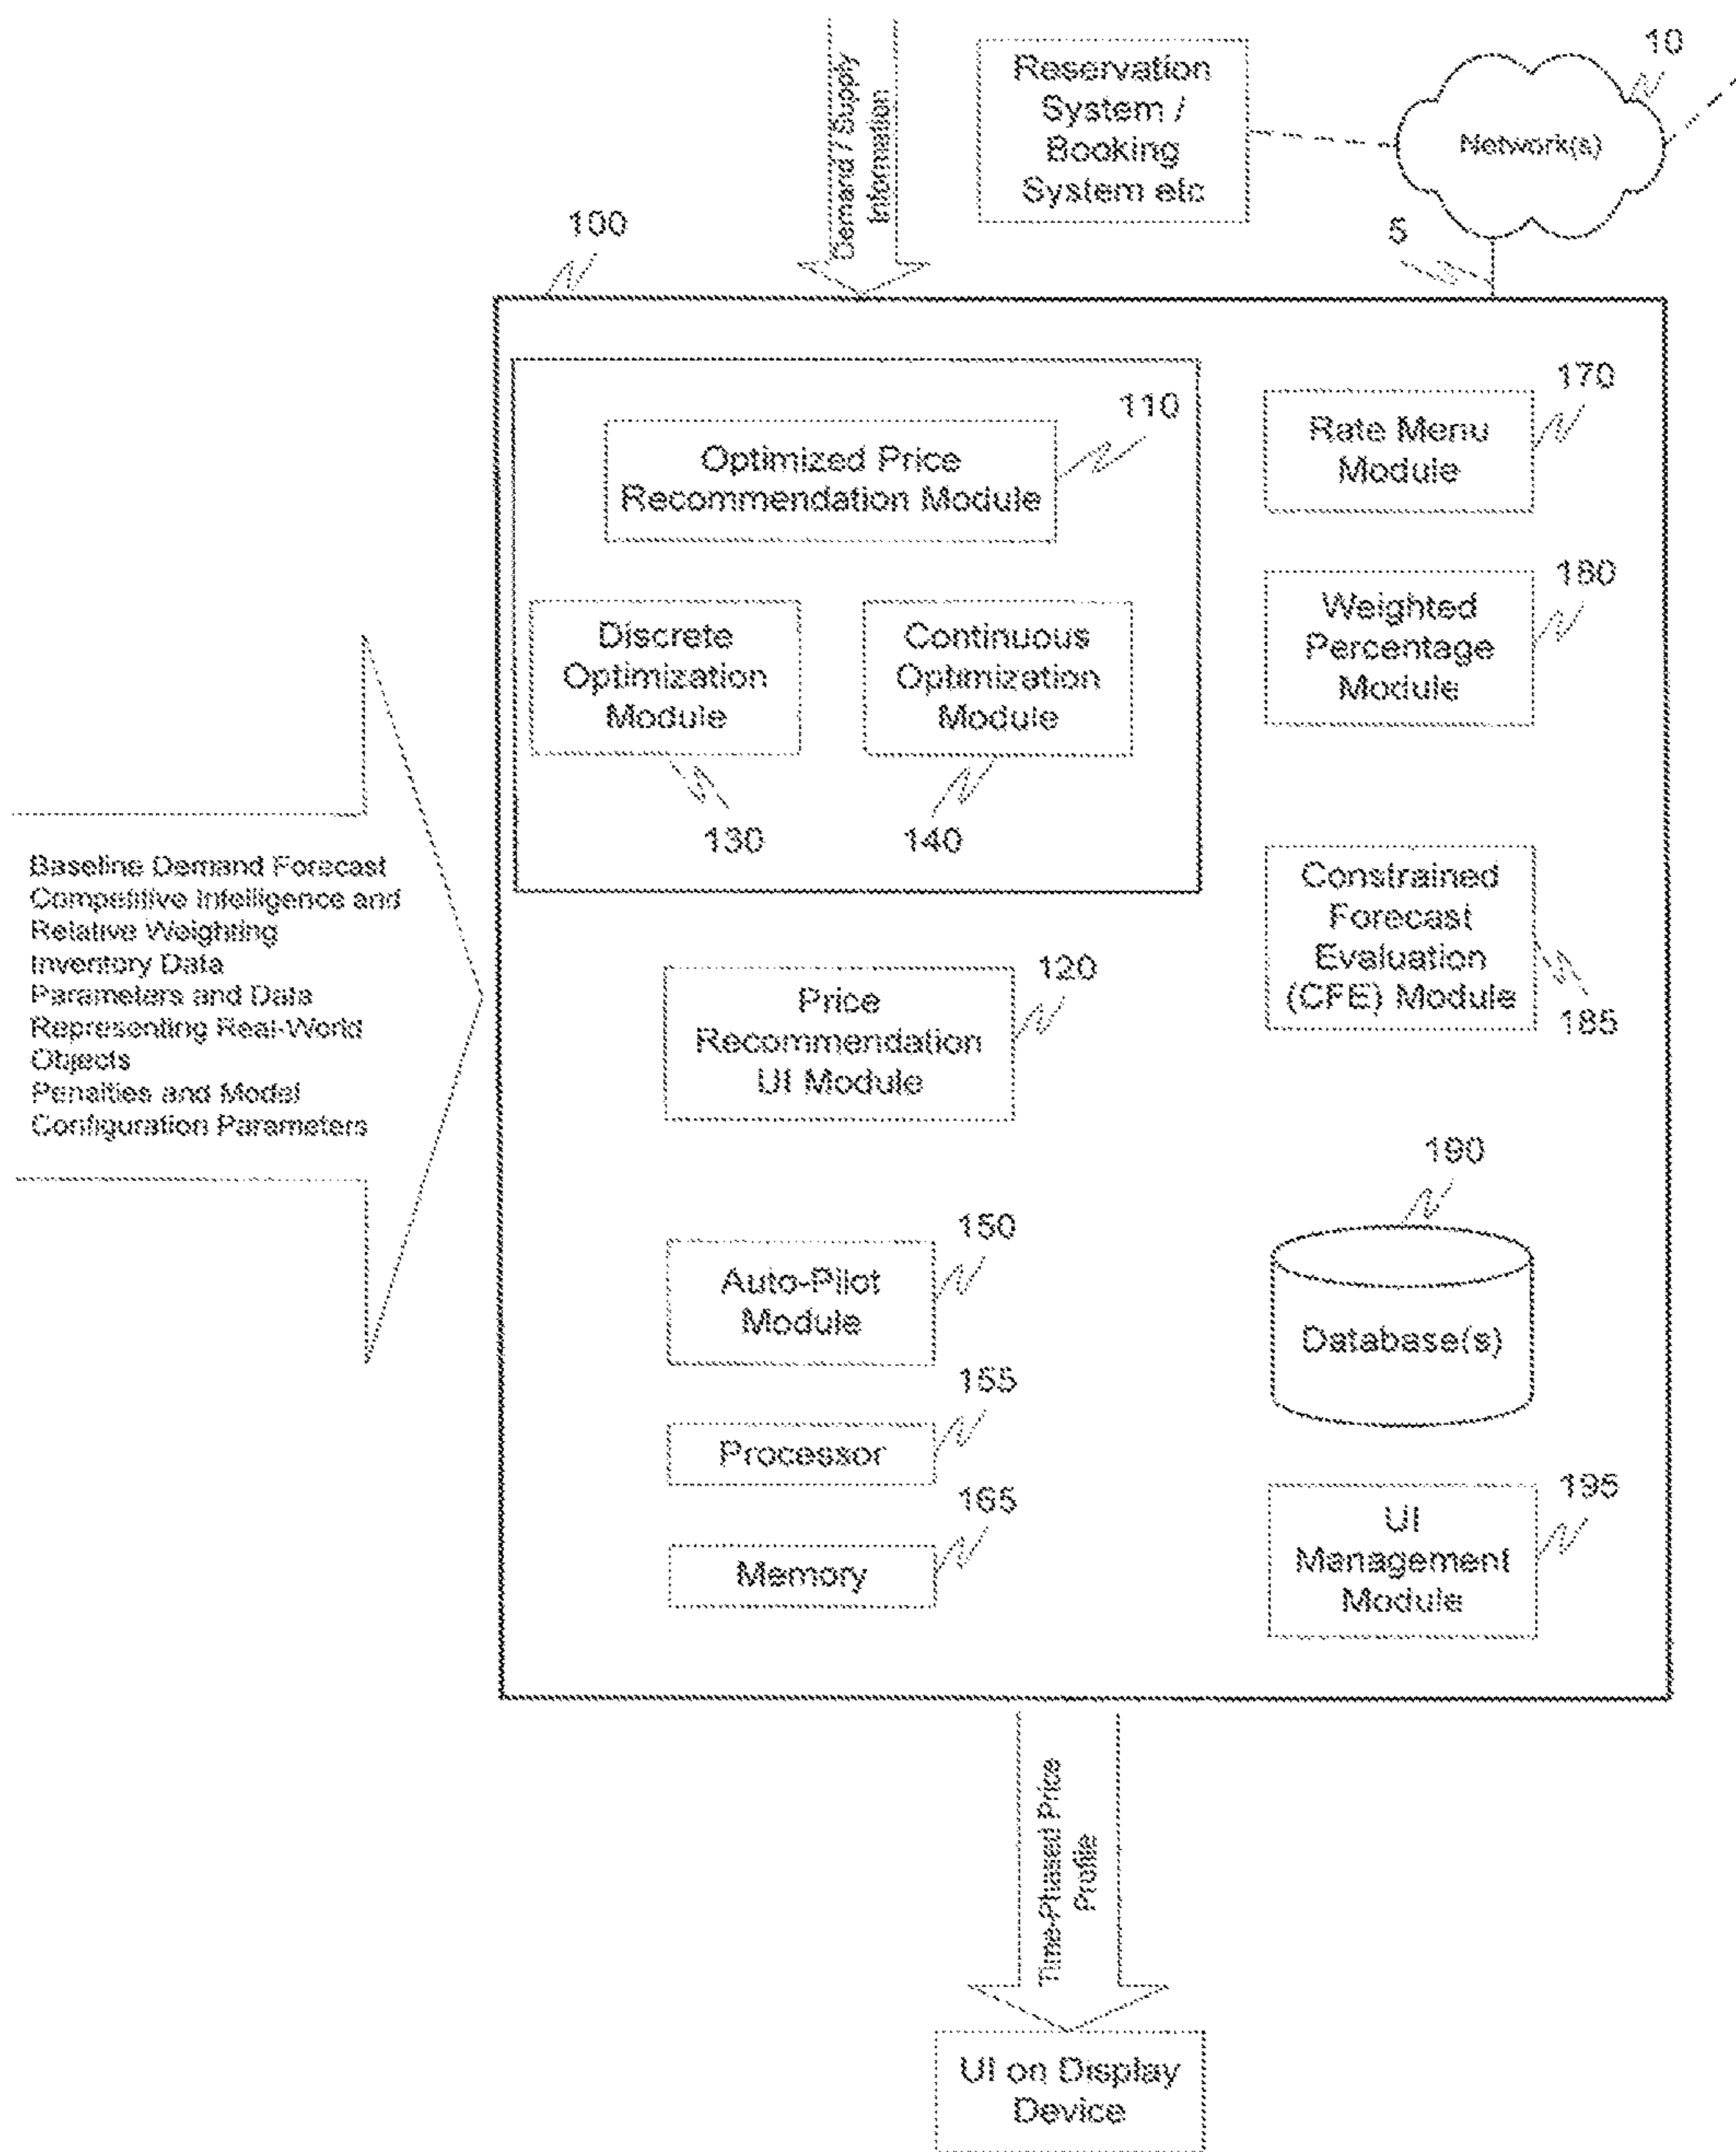 Demand / Supply
Information
Reservation
System /
Booking
System etc
10
Network(s)
5
100
110
Optimized Price
Recommendation Module
Discrete
Optimization
Module
130
Continuous
Optimization
Module
140
170
Rate Menu
Module
180
Weighted
Percentage
Module
Constrained
Forecast
Evaluation
(CFE) Module
185
Baseline Demand Forecast
Competitive Intelligence and
Relative Weighting
Inventory Data
Parameters and Data
Representing Real-World
Objects
Penalties and Model
Configuration Parameters
120
Price
Recommendation
UI Module
150
Auto-Pilot
Module
155
Processor
165
Memory
190
Database(s)
195
UI
Management
Module
Time-Phased Price
Profile
UI on Display
Device